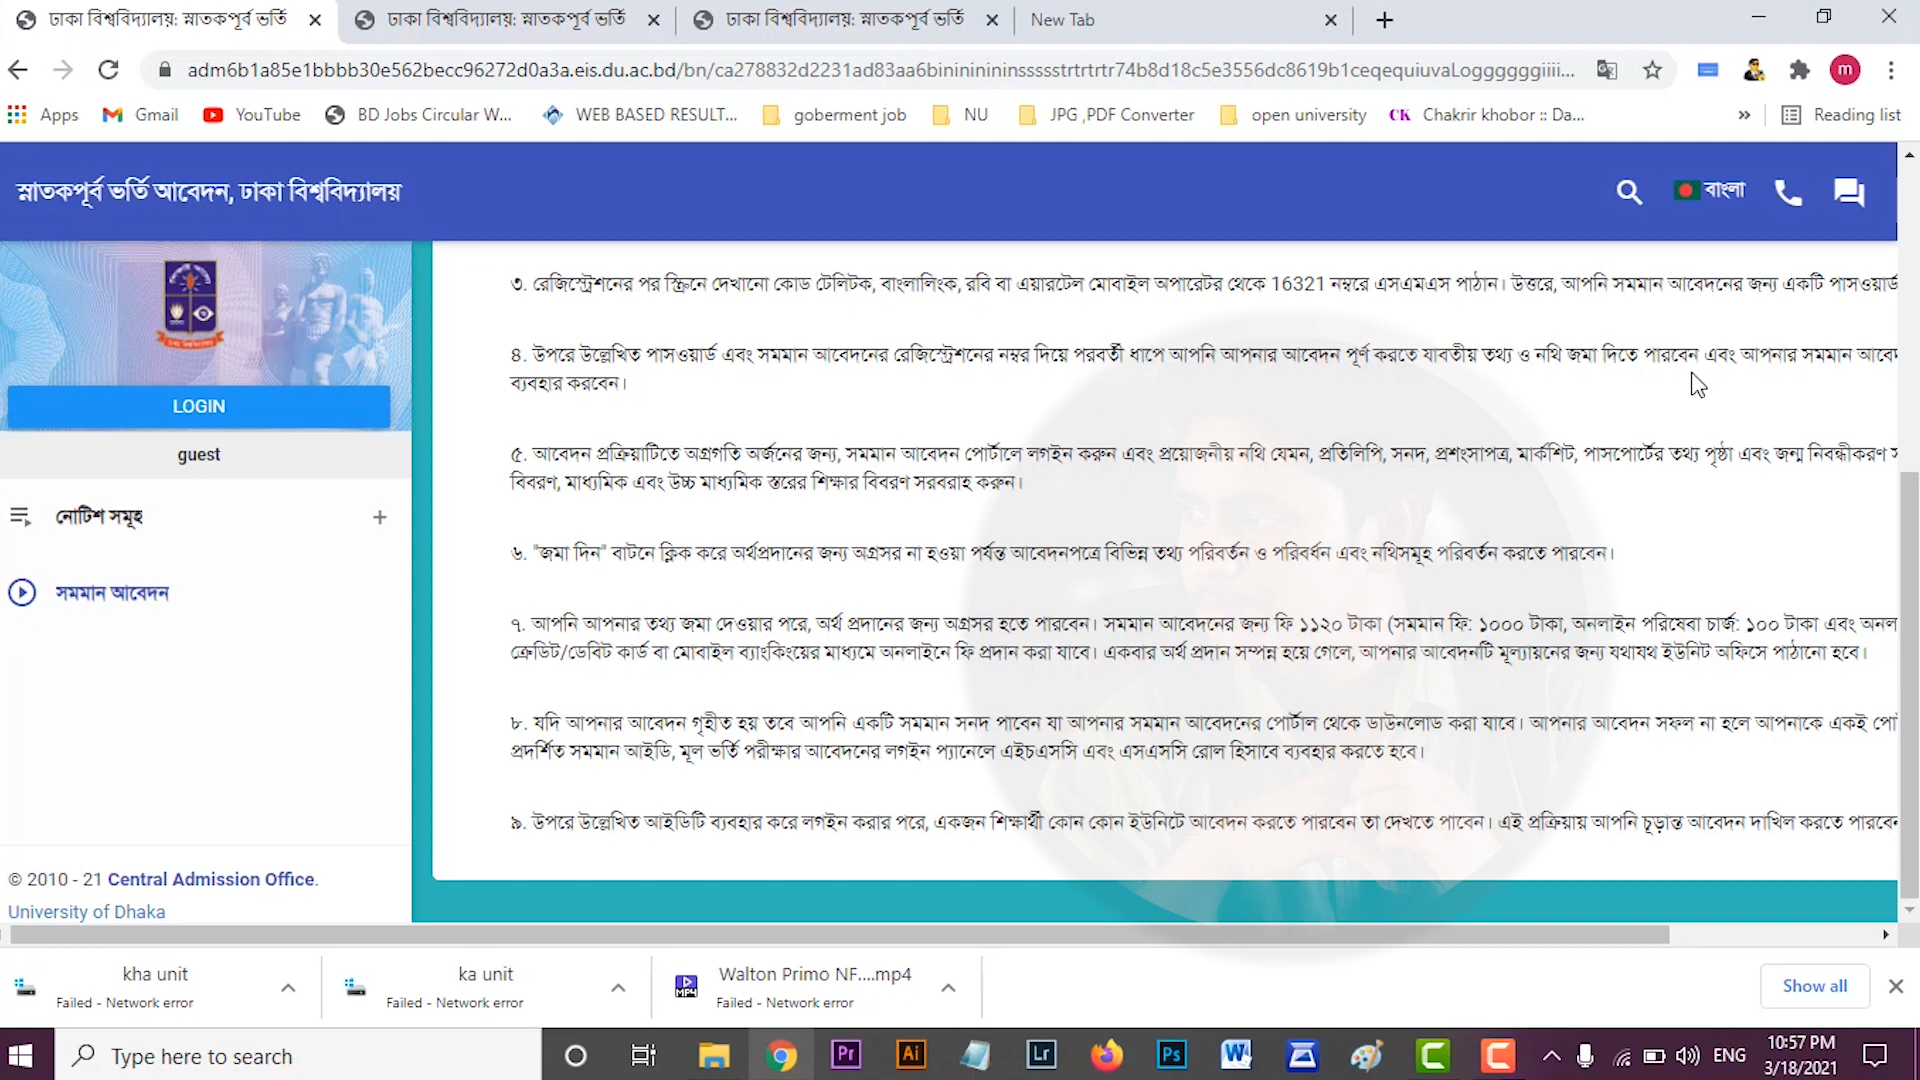 ঢাকা বিশ্ববিদ্যালয়: স্নাতকপূর্ব ভর্তি
ঢাকা বিশ্ববিদ্যালয়: স্নাতকপূর্ব ভর্তি
ঢাকা বিশ্ববিদ্যালয়: স্নাতকপূর্ব ভর্তি
New Tab
adm6b1a85e1bbbb30e562becc96272d0a3a.eis.du.ac.bd/bn/
Apps
Gmail
YouTube
BD Jobs Circular W...
WEB BASED RESULT...
goberment job
NU
JPG ,PDF Converter
open university
CK
Chakrir khobor :: Da...
»
Reading list
স্নাতকপূর্ব ভর্তি আবেদন, ঢাকা বিশ্ববিদ্যালয়
বাংলা
LOGIN
guest
নোটিশ সমূহ
+
সমমান আবেদন
© 2010 - 21 Central Admission Office.
University of Dhaka
৩. রেজিস্ট্রেশনের পর স্ক্রিনে দেখানো কোড টেলিটক, বাংলালিংক, রবি বা এয়ারটেল মোবাইল অপারেটর থেকে 16321 নম্বরে এসএমএস পাঠান। উত্তরে, আপনি সমমান আবেদনের জন্য একটি পাসওয়ার্ড
৪. উপরে উল্লেখিত পাসওয়ার্ড এবং সমমান আবেদনের রেজিস্ট্রেশনের নম্বর দিয়ে পরবর্তী ধাপে আপনি আপনার আবেদন পূর্ণ করতে যাবতীয় তথ্য ও নথি জমা দিতে পারবেন এবং আপনার সমমান
ব্যবহার করবেন।
৫. আবেদন প্রক্রিয়াটিতে অগ্রগতি অর্জনের জন্য, সমমান আবেদন পোর্টালে লগইন করুন এবং প্রয়োজনীয় নথি যেমন, প্রতিলিপি, সনদ, প্রশংসাপত্র, মার্কশিট, পাসপোর্টের তথ্য পৃষ্ঠা এবং জন্ম নিবন্ধীকরণ
বিবরণ, মাধ্যমিক এবং উচ্চ মাধ্যমিক স্তরের শিক্ষার বিবরণ সরবরাহ করুন।
৬. "জমা দিন" বাটনে ক্লিক করে অর্থপ্রদানের জন্য অগ্রসর না হওয়া পর্যন্ত আবেদনপত্রে বিভিন্ন তথ্য পরিবর্তন ও পরিবর্ধন এবং নথিসমূহ পরিবর্তন করতে পারবেন।
৭. আপনি আপনার তথ্য জমা দেওয়ার পরে, অর্থ প্রদানের জন্য অগ্রসর হতে পারবেন। সমমান আবেদনের জন্য ফি ১১২০ টাকা (সমমান ফি: ১০০০ টাকা, অনলাইন পরিষেবা চার্জ: ১০০ টাকা এবং
ক্রেডিট/ডেবিট কার্ড বা মোবাইল ব্যাংকিংয়ের মাধ্যমে অনলাইনে ফি প্রদান করা যাবে। একবার অর্থ প্রদান সম্পন্ন হয়ে গেলে, আপনার আবেদনটি মূল্যায়নের জন্য যথাযথ ইউনিট অফিসে পাঠানো হবে।
৮. যদি আপনার আবেদন গৃহীত হয় তবে আপনি একটি সমমান সনদ পাবেন যা আপনার সমমান আবেদনের পোর্টাল থেকে ডাউনলোড করা যাবে। আপনার আবেদন সফল না হলে আপনাকে একই
প্রদর্শিত সমমান আইডি, মূল ভর্তি পরীক্ষার আবেদনের লগইন প্যানেলে এইচএসসি এবং এসএসসি রোল হিসাবে ব্যবহার করতে হবে।
৯. উপরে উল্লেখিত আইডিটি ব্যবহার করে লগইন করার পরে, একজন শিক্ষার্থী কোন কোন ইউনিটে আবেদন করতে পারবেন তা দেখতে পাবেন। এই প্রক্রিয়ায় আপনি চূড়ান্ত আবেদন দাখিল করতে পারবেন
kha unit
Failed - Network error
ka unit
Failed - Network error
Walton Primo NF....mp4
Failed - Network error
Show all
Type here to search
ENG
10:57 PM
3/18/2021